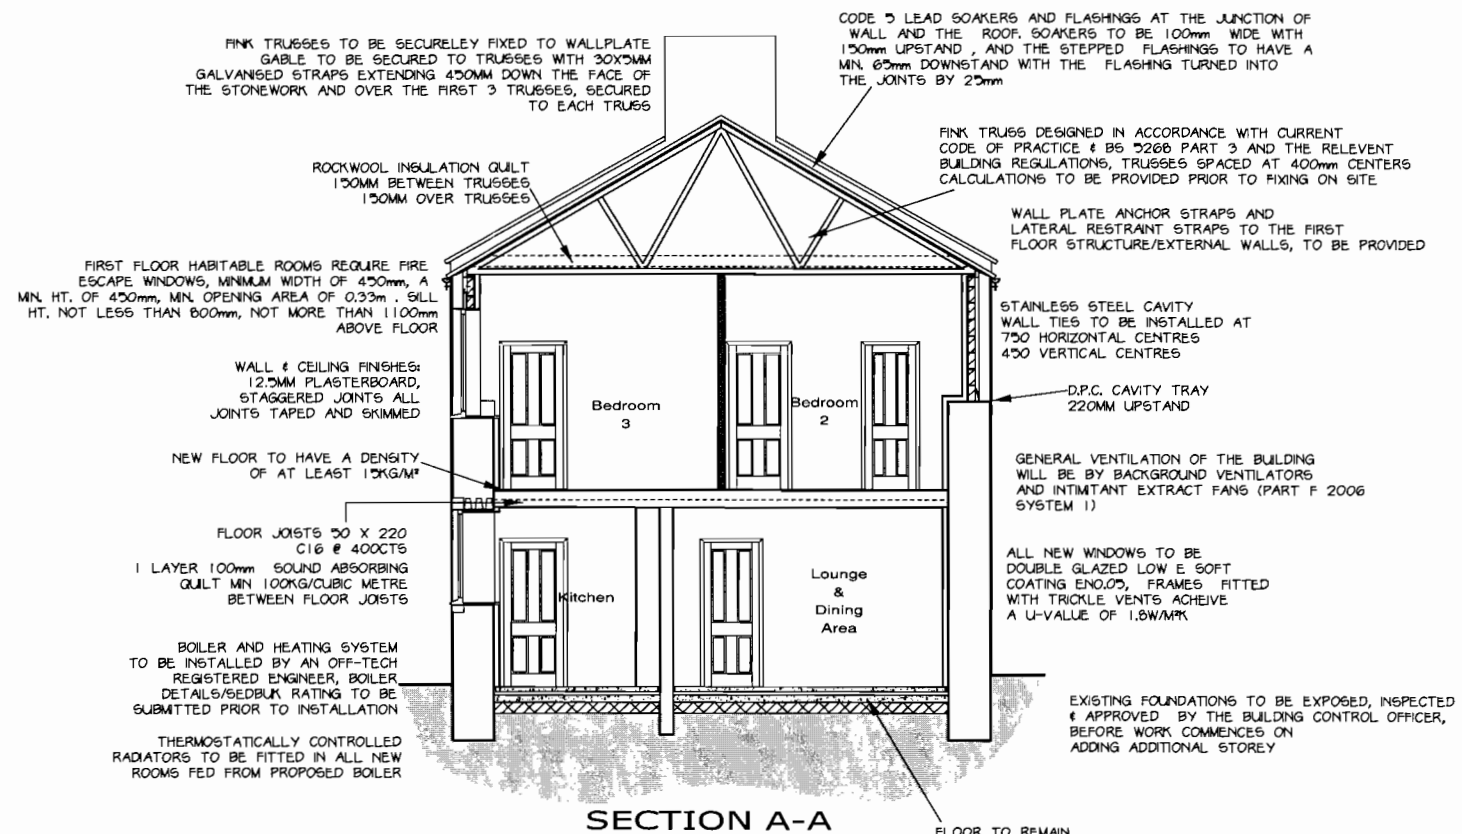 FINK TRUSSES TO BE SECURELEY FIXED TO WALLPLATE
GABLE TO BE SECURED TO TRUSSES WITH 30X5MM
GALVANISED STRAPS EXTENDING 450MM DOWN THE FACE OF
THE STONEWORK AND OVER THE FIRST 3 TRUSSES, SECURED
TO EACH TRUSS
CODE 5 LEAD SOAKERS AND FLASHINGS AT THE JUNCTION OF
WALL AND THE ROOF. SOAKERS TO BE 100mm WIDE WITH
150mm UPSTAND , AND THE STEPPED FLASHINGS TO HAVE A
MIN. 65mm DOWNSTAND WITH THE FLASHING TURNED INTO
THE JOINTS BY 25mm
FINK TRUSS DESIGNED IN ACCORDANCE WITH CURRENT
CODE OF PRACTICE & BS 5268 PART 3 AND THE RELEVENT
BUILDING REGULATIONS, TRUSSES SPACED AT 400mm CENTERS
CALCULATIONS TO BE PROVIDED PRIOR TO FIXING ON SITE
ROCKWOOL INSULATION QUILT
150MM BETWEEN TRUSSES
150MM OVER TRUSSES
WALL PLATE ANCHOR STRAPS AND
LATERAL RESTRAINT STRAPS TO THE FIRST
FLOOR STRUCTURE/EXTERNAL WALLS, TO BE PROVIDED
FIRST FLOOR HABITABLE ROOMS REQUIRE FIRE
ESCAPE WINDOWS, MINIMUM WIDTH OF 450mm, A
MIN. HT. OF 450mm, MIN. OPENING AREA OF 0.33m . SILL
HT. NOT LESS THAN 800mm, NOT MORE THAN 1100mm
ABOVE FLOOR
STAINLESS STEEL CAVITY
WALL TIES TO BE INSTALLED AT
750 HORIZONTAL CENTRES
450 VERTICAL CENTRES
WALL & CEILING FINISHES:
12.5MM PLASTERBOARD,
STAGGERED JOINTS ALL
JOINTS TAPED AND SKIMMED
D.P.C. CAVITY TRAY
220MM UPSTAND
Bedroom
3
Bedroom
2
NEW FLOOR TO HAVE A DENSITY
OF AT LEAST 15KG/M²
GENERAL VENTILATION OF THE BUILDING
WILL BE BY BACKGROUND VENTILATORS
AND INTIMTANT EXTRACT FANS (PART F 2006
SYSTEM 1)
FLOOR JOISTS 50 X 220
C16 @ 400CTS
1 LAYER 100mm SOUND ABSORBING
QUILT MIN 100KG/CUBIC METRE
BETWEEN FLOOR JOISTS
ALL NEW WINDOWS TO BE
DOUBLE GLAZED LOW E SOFT
COATING EN0.05, FRAMES FITTED
WITH TRICKLE VENTS ACHEIVE
A U-VALUE OF 1.8W/M²K
Kitchen
Lounge
&
Dining
Area
BOILER AND HEATING SYSTEM
TO BE INSTALLED BY AN OFF-TECH
REGISTERED ENGINEER, BOILER
DETAILS/SEDBUK RATING TO BE
SUBMITTED PRIOR TO INSTALLATION
EXISTING FOUNDATIONS TO BE EXPOSED, INSPECTED
& APPROVED BY THE BUILDING CONTROL OFFICER,
BEFORE WORK COMMENCES ON
ADDING ADDITIONAL STOREY
THERMOSTATICALLY CONTROLLED
RADIATORS TO BE FITTED IN ALL NEW
ROOMS FED FROM PROPOSED BOILER
SECTION A-A
FLOOR TO REMAIN